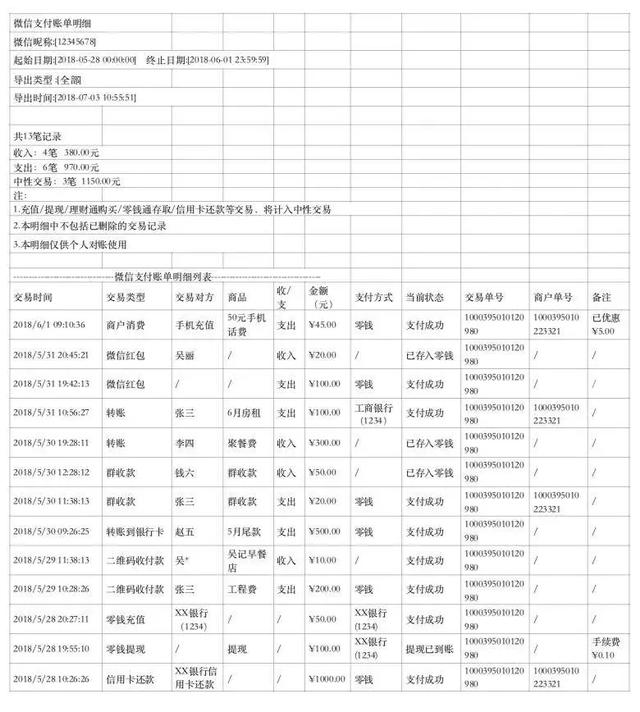 微信支付账单明细
微信昵称:[12345678]
起始日期:[2018-05-28 00:00:00] 终止日期:[2018-06-01 23:59:59]
导出类型:[全部]
导出时间:[2018-07-03 10:55:51]
共13笔记录
收入：4笔 380.00元
支出：6笔 970.00元
中性交易：3笔 1150.00元
注：
1.充值/提现/理财通购买/零钱通存取/信用卡还款等交易，将计入中性交易
2.本明细中不包括已删除的交易记录
3.本明细仅供个人对账使用
----------------------微信支付账单明细列表--------------------
交易时间 交易类型 交易对方 商品 收/支 金额（元） 支付方式 当前状态 交易单号 商户单号 备注
2018/6/1 09:10:36 商户消费 手机充值 50元手机话费 支出 ¥45.00 零钱 支付成功 1000395010120980 1000395010223321 已优惠¥5.00
2018/5/31 20:45:21 微信红包 吴丽 / 收入 ¥20.00 / 已存入零钱 1000395010120980 / /
2018/5/31 19:42:13 微信红包 / / 支出 ¥100.00 零钱 支付成功 1000395010120980 / /
2018/5/31 10:56:27 转账 张三 6月房租 支出 ¥100.00 工商银行（1234） 支付成功 1000395010120980 1000395010223321 /
2018/5/30 19:28:11 转账 李四 聚餐费 收入 ¥300.00 / 已存入零钱 1000395010120980 / /
2018/5/30 12:28:12 群收款 钱六 群收款 收入 ¥50.00 / 已存入零钱 1000395010120980 / /
2018/5/30 11:38:13 群收款 张三 群收款 支出 ¥20.00 零钱 支付成功 1000395010120980 1000395010223321 /
2018/5/30 09:26:25 转账到银行卡 赵五 5月尾款 支出 ¥500.00 零钱 支付成功 1000395010120980 / /
2018/5/29 11:38:13 二维码收付款 吴* 吴记早餐店 收入 ¥10.00 / 支付成功 1000395010120980 / /
2018/5/29 10:28:26 二维码收付款 张三 工程费 支出 ¥200.00 零钱 支付成功 1000395010120980 / /
2018/5/28 20:27:11 零钱充值 XX银行（1234） / / ¥50.00 XX银行(1234) 支付成功 1000395010120980 / /
2018/5/28 19:55:10 零钱提现 / 提现 / ¥100.00 XX银行(1234) 提现已到账 1000395010120980 / 手续费¥0.10
2018/5/28 10:26:26 信用卡还款 XX银行信用卡还款 / / ¥1000.00 零钱 支付成功 1000395010120980 1000395010223321 /